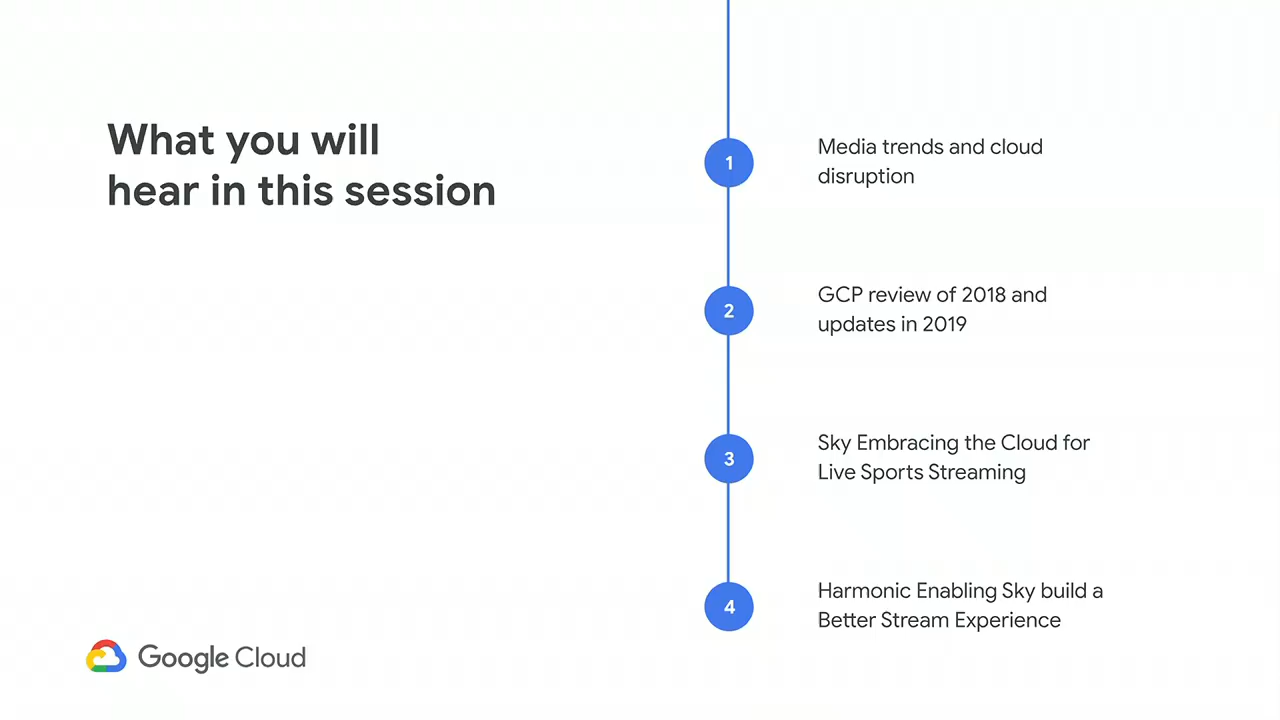 What you will
hear in this session
1
Media trends and cloud
disruption
2
GCP review of 2018 and
updates in 2019
3
Sky Embracing the Cloud for
Live Sports Streaming
4
Harmonic Enabling Sky build a
Better Stream Experience
Google Cloud